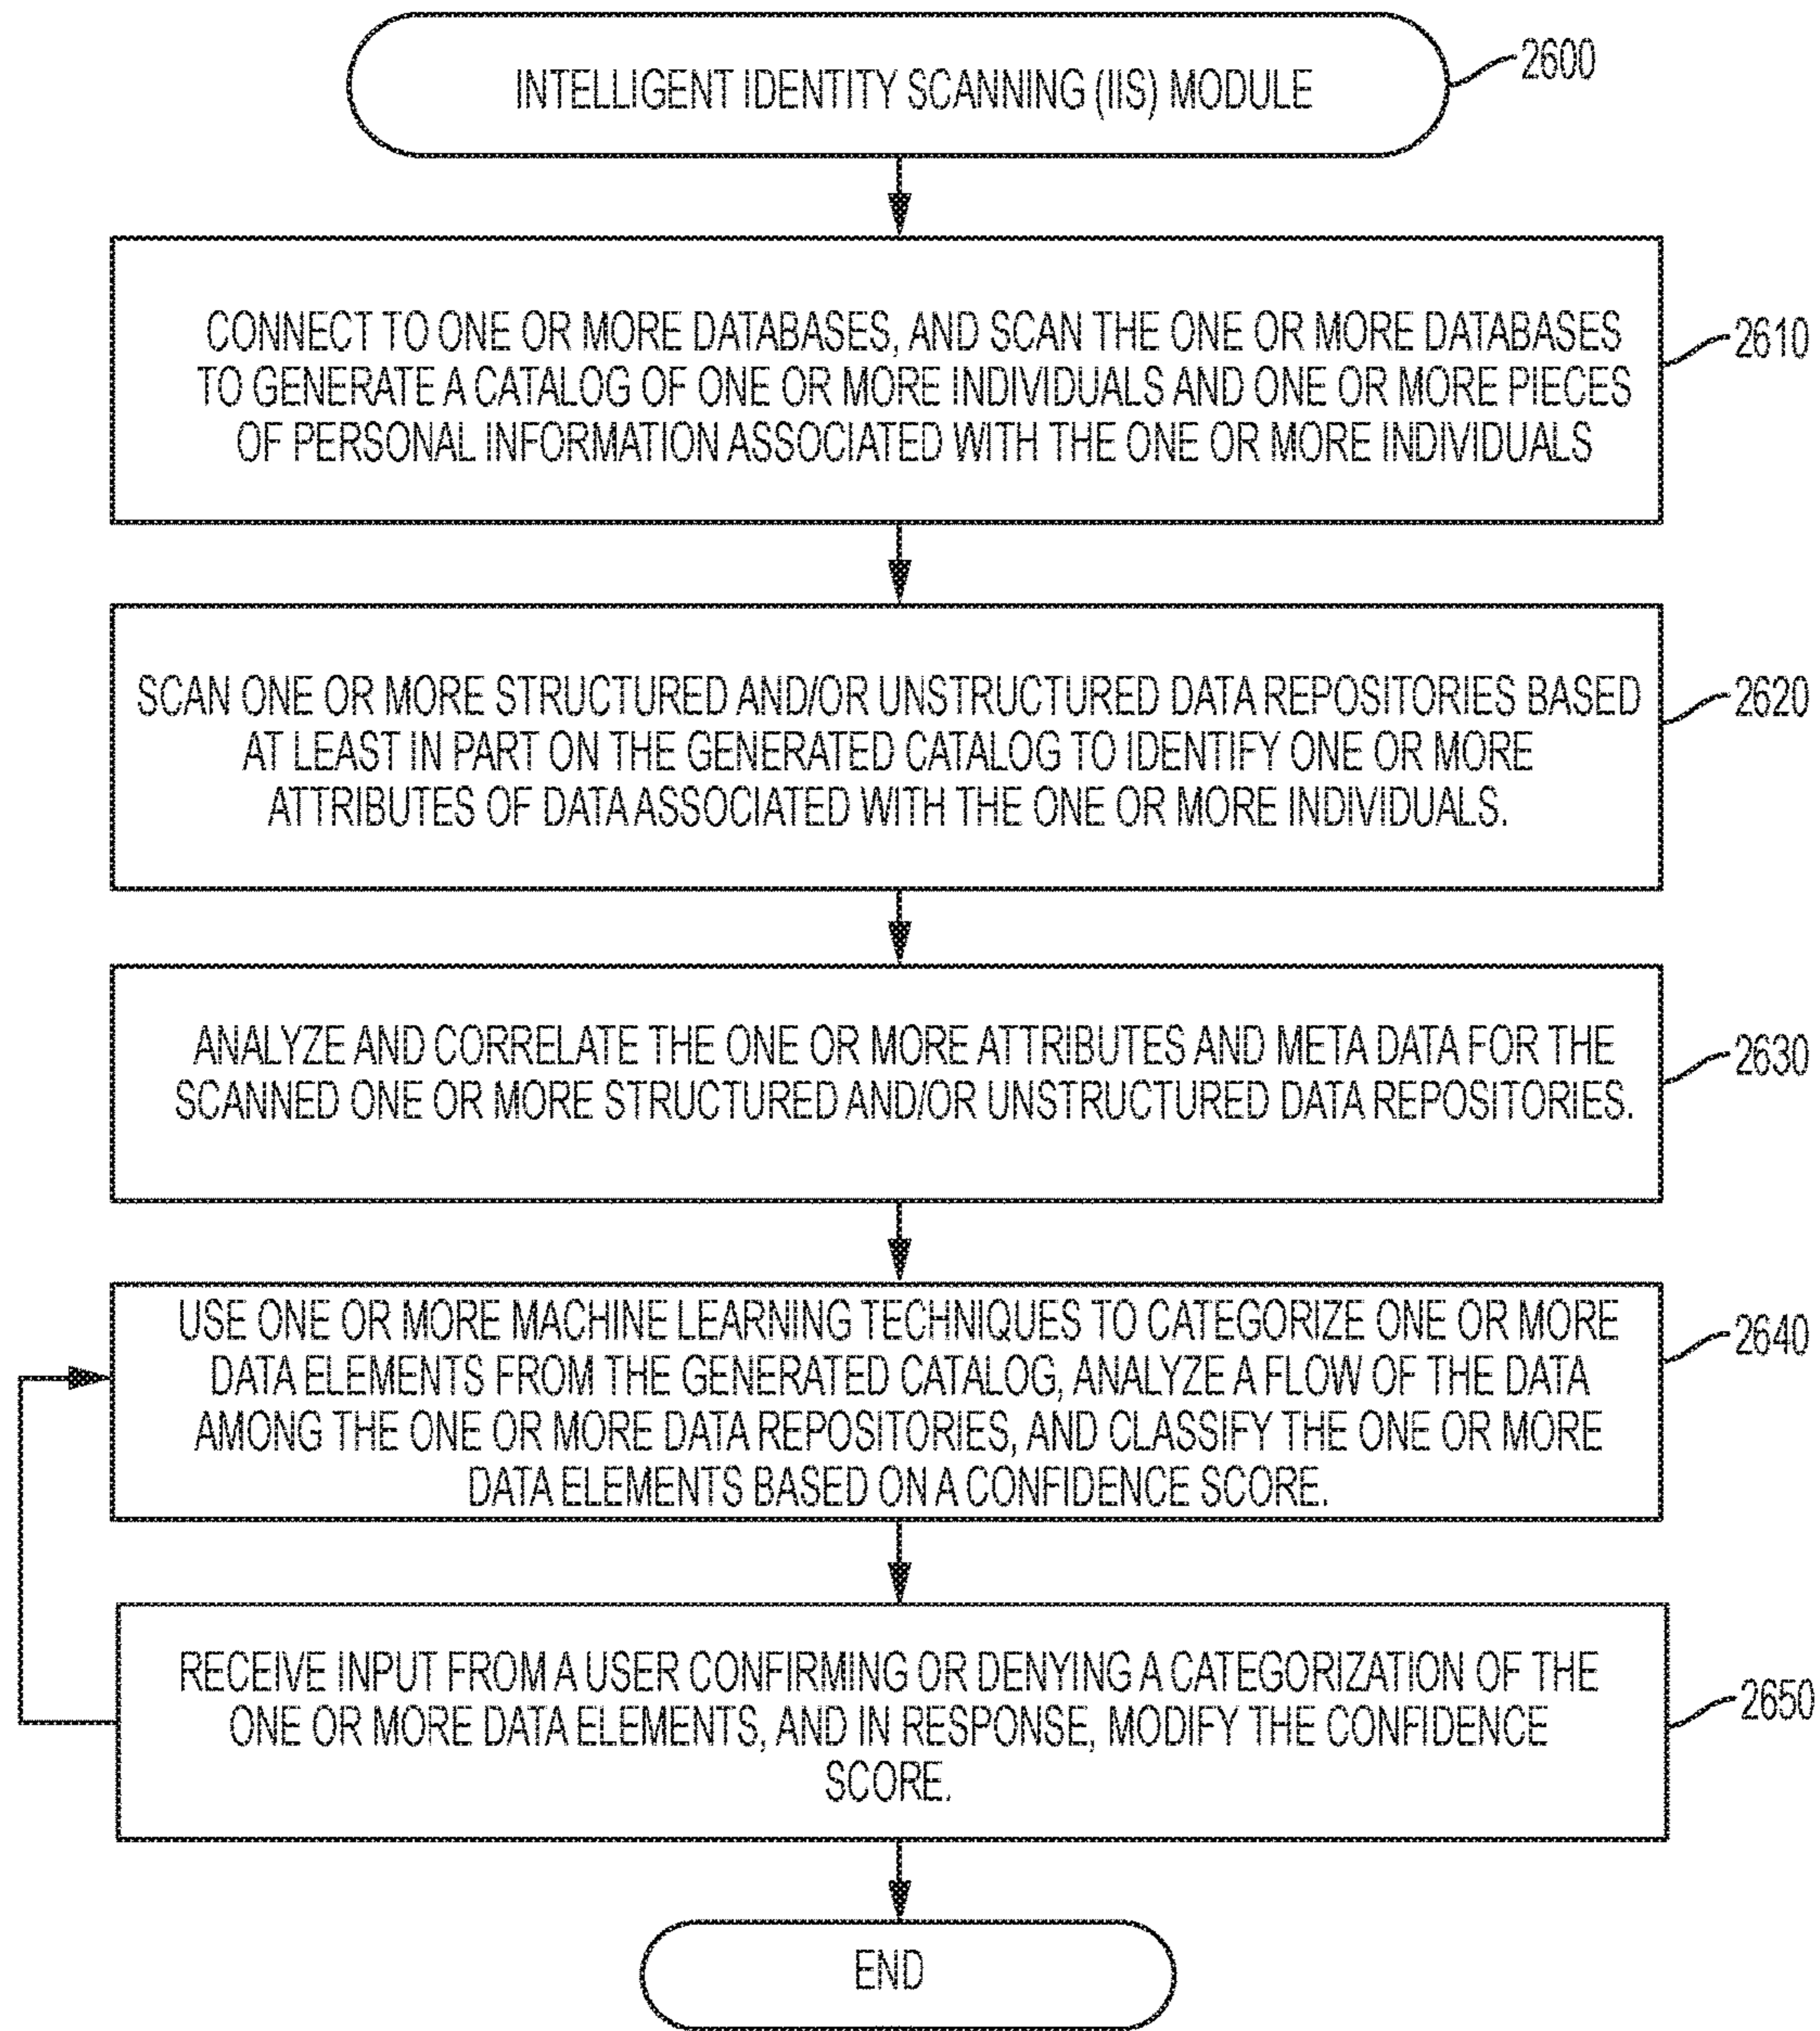 INTELLIGENT IDENTITY SCANNING (IIS) MODULE
2600
CONNECT TO ONE OR MORE DATABASES, AND SCAN THE ONE OR MORE DATABASES
TO GENERATE A CATALOG OF ONE OR MORE INDIVIDUALS AND ONE OR MORE PIECES
OF PERSONAL INFORMATION ASSOCIATED WITH THE ONE OR MORE INDIVIDUALS
2610
SCAN ONE OR MORE STRUCTURED AND/OR UNSTRUCTURED DATA REPOSITORIES BASED
AT LEAST IN PART ON THE GENERATED CATALOG TO IDENTIFY ONE OR MORE
ATTRIBUTES OF DATA ASSOCIATED WITH THE ONE OR MORE INDIVIDUALS.
2620
ANALYZE AND CORRELATE THE ONE OR MORE ATTRIBUTES AND META DATA FOR THE
SCANNED ONE OR MORE STRUCTURED AND/OR UNSTRUCTURED DATA REPOSITORIES.
2630
USE ONE OR MORE MACHINE LEARNING TECHNIQUES TO CATEGORIZE ONE OR MORE
DATA ELEMENTS FROM THE GENERATED CATALOG, ANALYZE A FLOW OF THE DATA
AMONG THE ONE OR MORE DATA REPOSITORIES, AND CLASSIFY THE ONE OR MORE
DATA ELEMENTS BASED ON A CONFIDENCE SCORE.
2640
RECEIVE INPUT FROM A USER CONFIRMING OR DENYING A CATEGORIZATION OF THE
ONE OR MORE DATA ELEMENTS, AND IN RESPONSE, MODIFY THE CONFIDENCE
SCORE.
2650
END